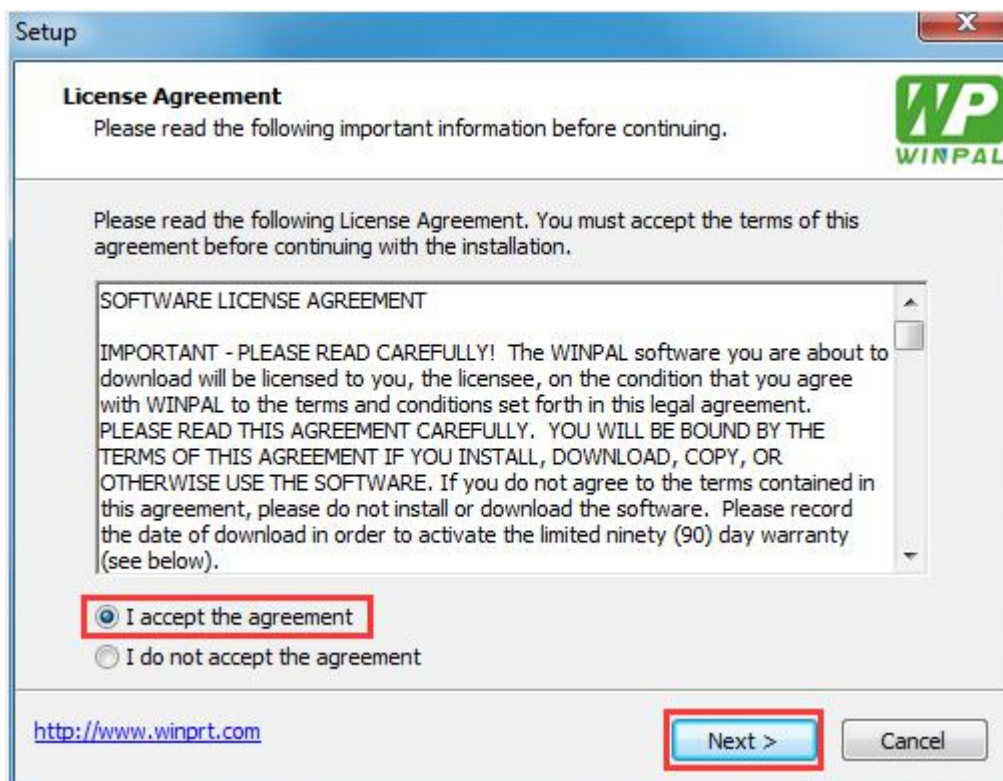 Setup
License Agreement
Please read the following important information before continuing.
WP
WINPAL
Please read the following License Agreement. You must accept the terms of this
agreement before continuing with the installation.
SOFTWARE LICENSE AGREEMENT
IMPORTANT - PLEASE READ CAREFULLY!  The WINPAL software you are about to
download will be licensed to you, the licensee, on the condition that you agree
with WINPAL to the terms and conditions set forth in this legal agreement.
PLEASE READ THIS AGREEMENT CAREFULLY.  YOU WILL BE BOUND BY THE
TERMS OF THIS AGREEMENT IF YOU INSTALL, DOWNLOAD, COPY, OR
OTHERWISE USE THE SOFTWARE. If you do not agree to the terms contained in
this agreement, please do not install or download the software.  Please record
the date of download in order to activate the limited ninety (90) day warranty
(see below).
I accept the agreement
I do not accept the agreement
http://www.winprt.com
Next >
Cancel